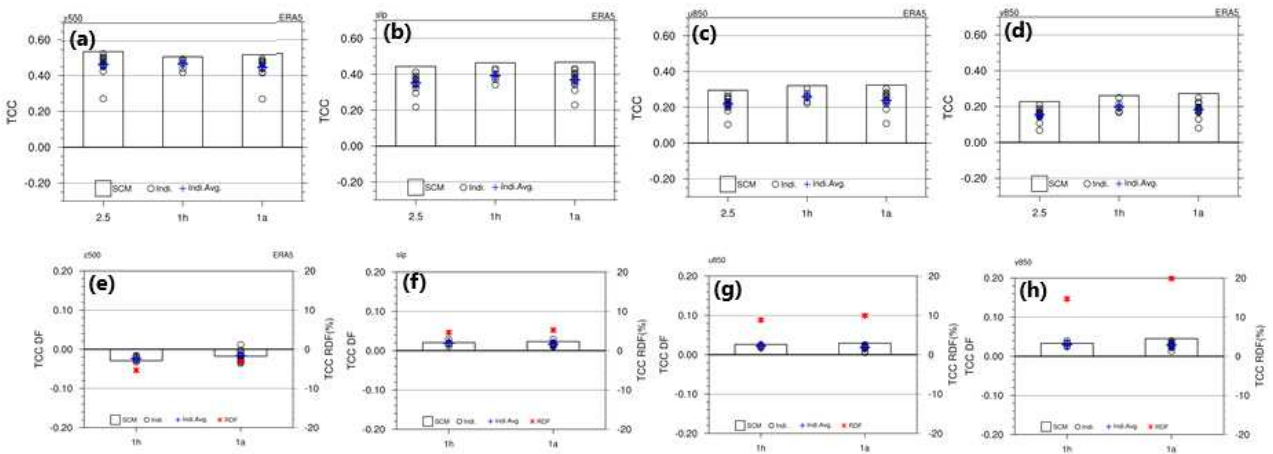 z500 ERA5
(a)
TCC
0.60
0.40
0.20
0.00
-0.20
SCM Indi. Indi.Avg.
2.5 1h 1a
slp ERA5
(b)
TCC
0.60
0.40
0.20
0.00
-0.20
SCM Indi. Indi.Avg.
2.5 1h 1a
u850 ERA5
(c)
TCC
0.60
0.40
0.20
0.00
-0.20
SCM Indi. Indi.Avg.
2.5 1h 1a
v850 ERA5
(d)
TCC
0.60
0.40
0.20
0.00
-0.20
SCM Indi. Indi.Avg.
2.5 1h 1a
z500 ERA5
(e)
TCC DF
TCC RDF(%)
0.20 20
0.10 10
0.00 0
-0.10 -10
-0.20 -20
SCM Indi. Indi.Avg. RDF
1h 1a
slp
(f)
TCC DF
TCC RDF(%)
0.20 20
0.10 10
0.00 0
-0.10 -10
-0.20 -20
SCM Indi. Indi.Avg. RDF
1h 1a
u850
(g)
TCC DF
TCC RDF(%)
0.20 20
0.10 10
0.00 0
-0.10 -10
-0.20 -20
SCM Indi. Indi.Avg. RDF
1h 1a
v850
(h)
TCC DF
TCC RDF(%)
0.20 20
0.10 10
0.00 0
-0.10 -10
-0.20 -20
SCM Indi. Indi.Avg. RDF
1h 1a